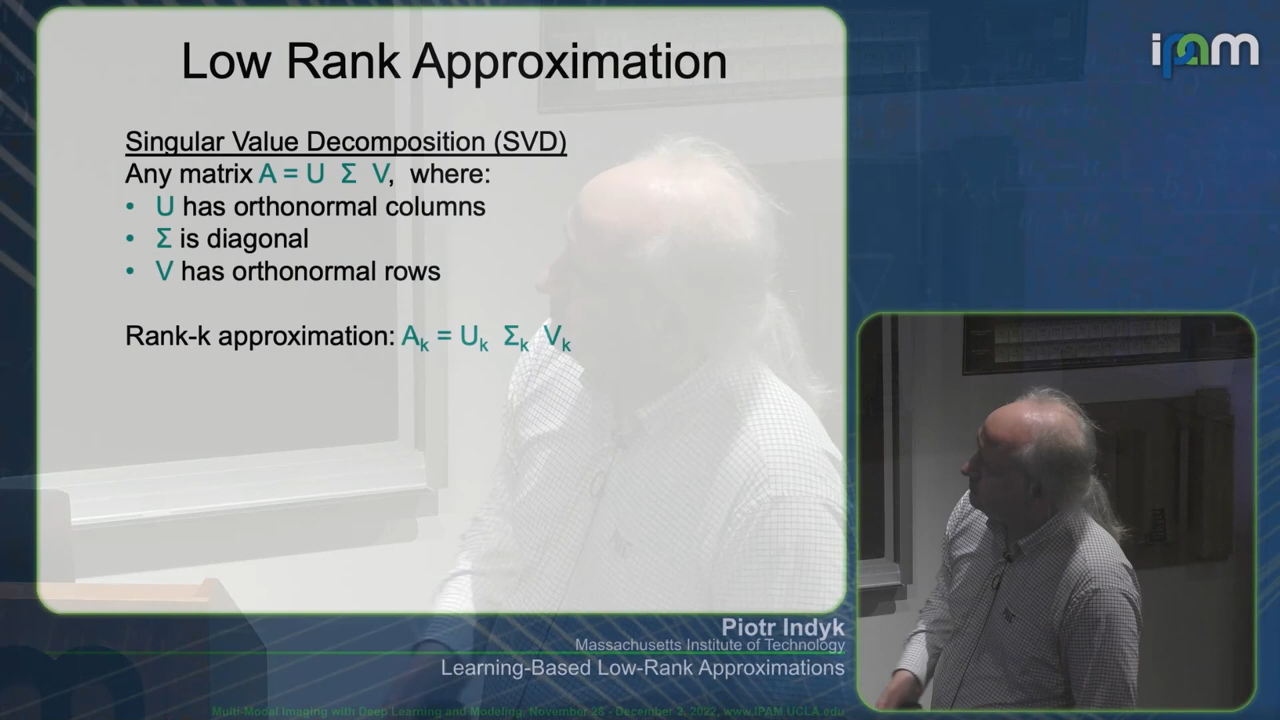 Low Rank Approximation
ipam
Singular Value Decomposition (SVD)
Any matrix A = U Σ V, where:
• U has orthonormal columns
• Σ is diagonal
• V has orthonormal rows
Rank-k approximation: Aₖ = Uₖ Σₖ Vₖ
Piotr Indyk
Massachusetts Institute of Technology
Learning-Based Low-Rank Approximations
Multi-Modal Imaging with Deep Learning and Modeling, November 28 - December 2, 2022, www.IPAM.UCLA.edu